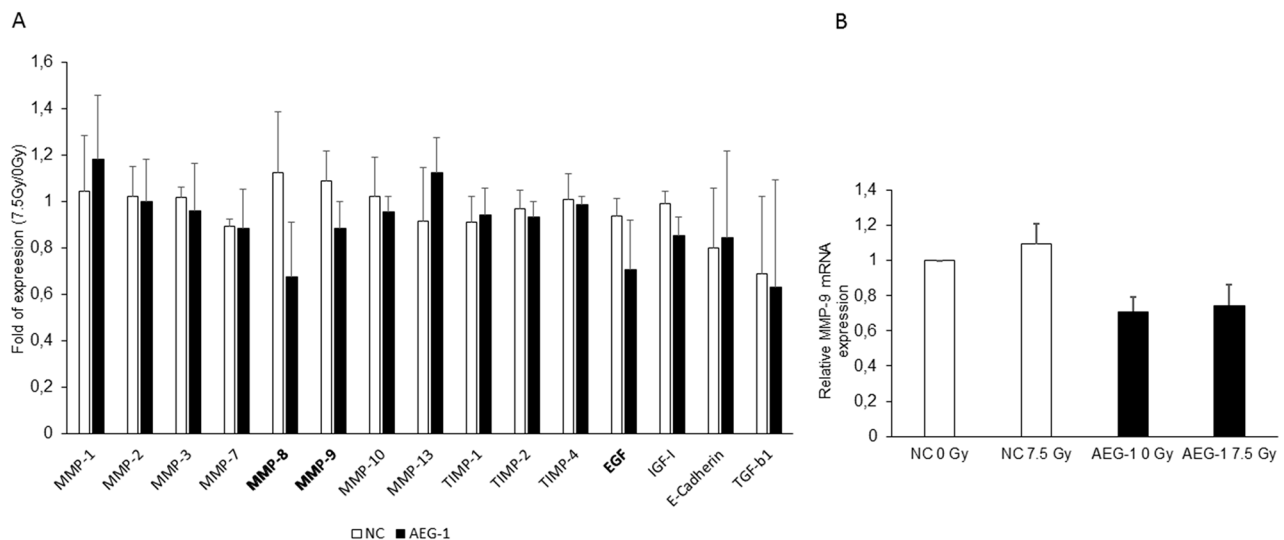 A
B
Fold of expreeion (7.5Gy/0Gy)
1,6
1,4
1,2
1
0,8
0,6
0,4
0,2
0
MMP-1
MMP-2
MMP-3
MMP-7
MMP-8
MMP-9
MMP-10
MMP-13
TIMP-1
TIMP-2
TIMP-4
EGF
IGF-I
E-Cadherin
TGF-b1
NC
AEG-1
Relative MMP-9 mRNA
expression
1,4
1,2
1
0,8
0,6
0,4
0,2
0
NC 0 Gy
NC 7.5 Gy
AEG-1 0 Gy
AEG-1 7.5 Gy